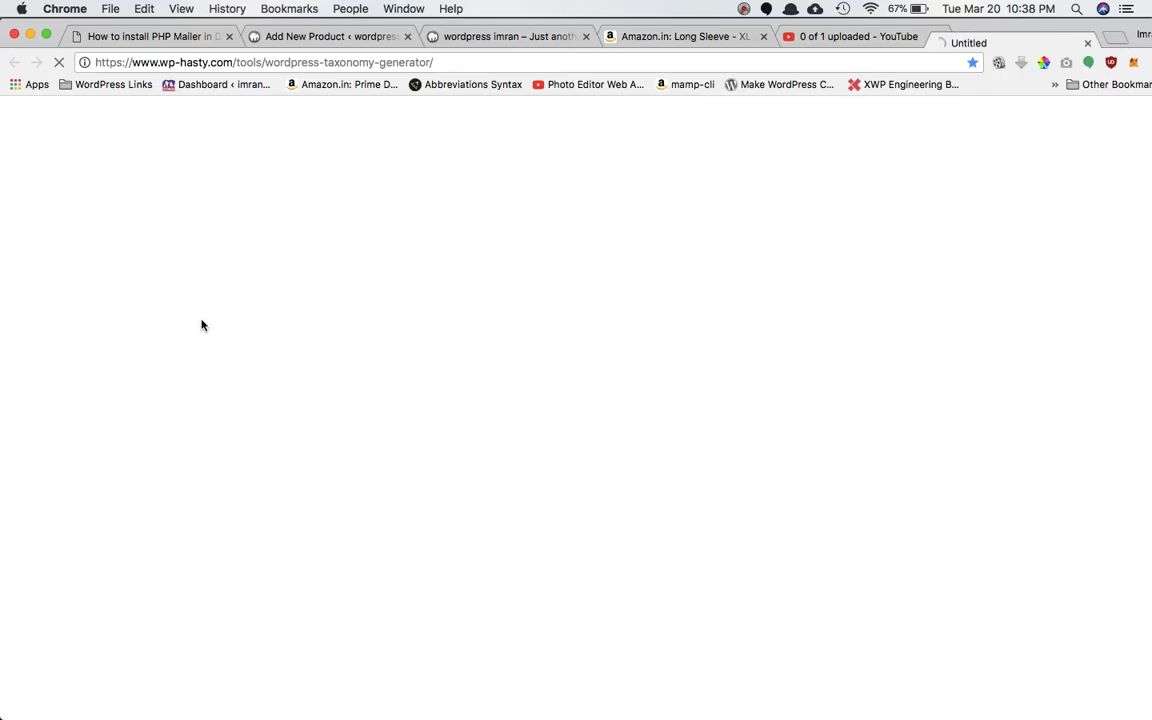 Chrome File Edit View History Bookmarks People Window Help 67% Tue Mar 20 10:38 PM
How to install PHP Mailer in D Add New Product ‹ wordpress wordpress imran – Just anoth Amazon.in: Long Sleeve - XL 0 of 1 uploaded - YouTube Untitled Imr
https://www.wp-hasty.com/tools/wordpress-taxonomy-generator/
Apps WordPress Links Dashboard ‹ imran... Amazon.in: Prime D... Abbreviations Syntax Photo Editor Web A... mamp-cli Make WordPress C... XWP Engineering B... » Other Bookmar